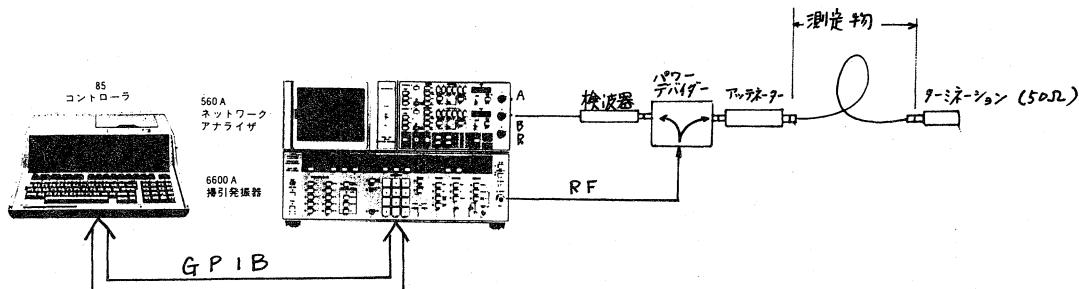 85
コントローラ
560A
ネットワーク
アナライザ
6600A
掃引発振器
A
B
R
検波器
パワー
デバイダー
アッテネーター
測定物
ターミネーション (50Ω)
RF
GPIB